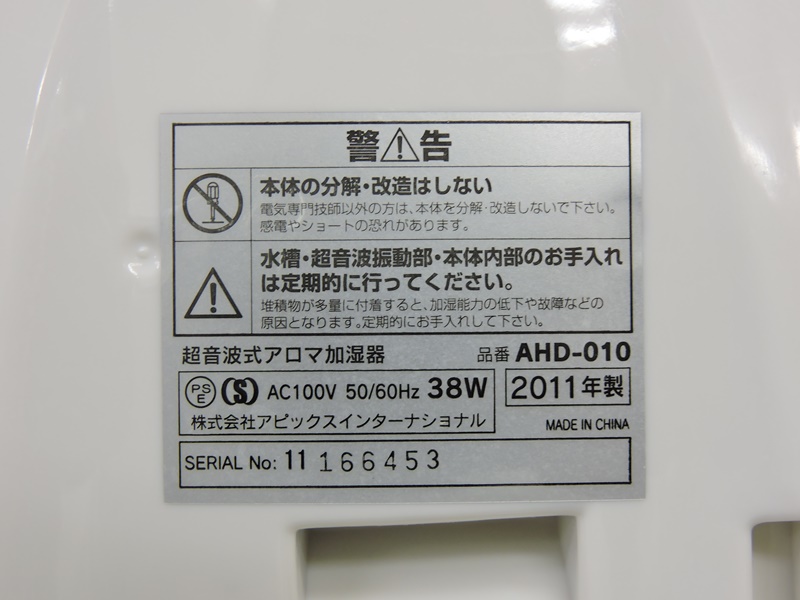 警告
本体の分解・改造はしない
電気専門技師以外の方は、本体を分解・改造しないで下さい。
感電やショートの恐れがあります。
水槽・超音波振動部・本体内部のお手入れ
は定期的に行ってください。
堆積物が多量に付着すると、加湿能力の低下や故障などの
原因となります。定期的にお手入れして下さい。
超音波式アロマ加湿器 品番 AHD-010
PSE S AC100V 50/60Hz 38W 2011年製
株式会社アピックスインターナショナル MADE IN CHINA
SERIAL No: 11 166453